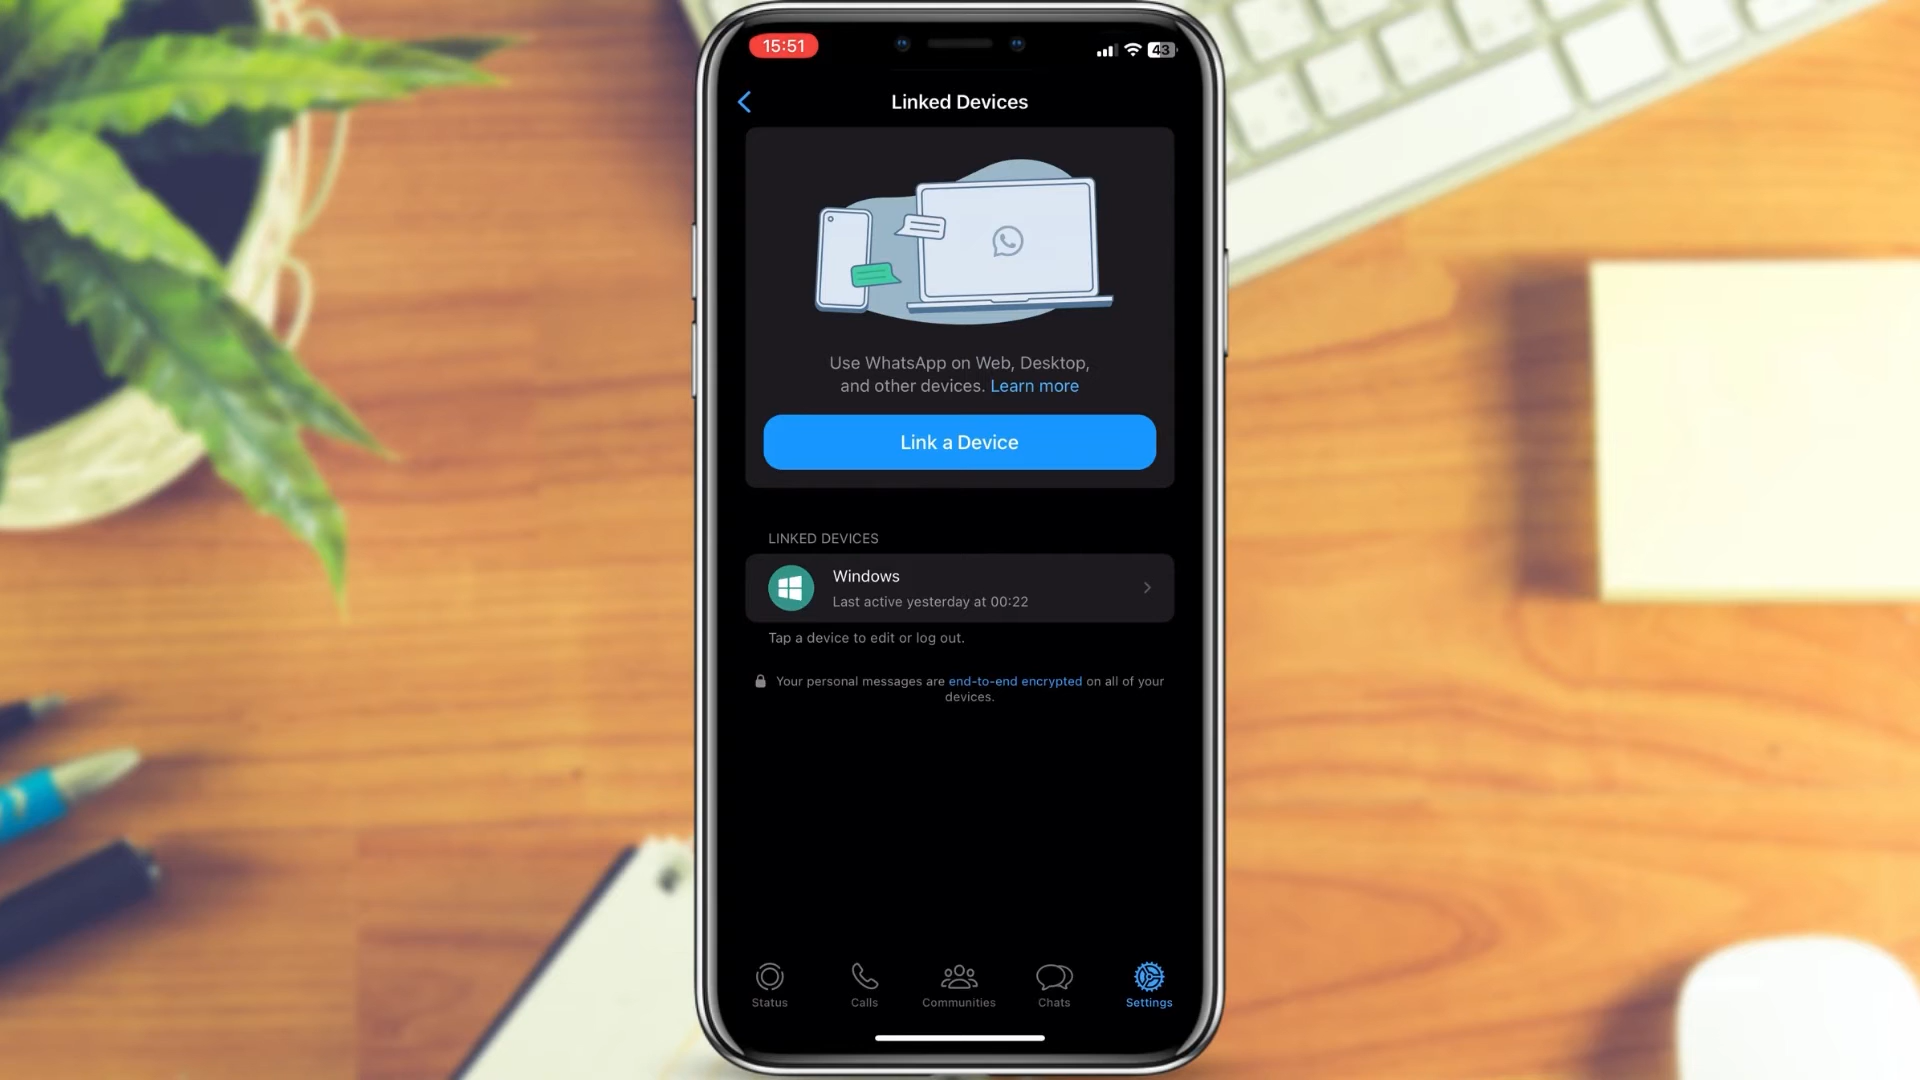 15:51
43
Linked Devices
Use WhatsApp on Web, Desktop,
and other devices. Learn more
Link a Device
LINKED DEVICES
Windows
Last active yesterday at 00:22
Tap a device to edit or log out.
Your personal messages are end-to-end encrypted on all of your
devices.
Status
Calls
Communities
Chats
Settings